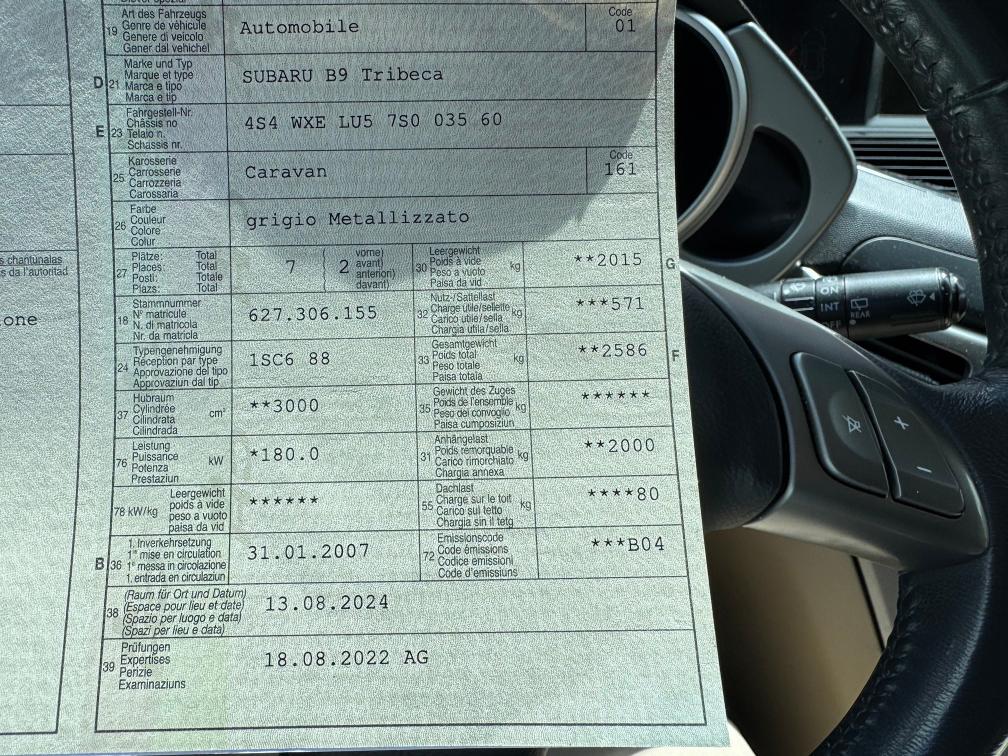 19 Art des Fahrzeugs
Genre de véhicule
Genere di veicolo
Gener dal vehichel
Automobile
Code
01
D 21 Marke und Typ
Marque et type
Marca e tipo
Marca e tip
SUBARU B9 Tribeca
E 23 Fahrgestell-Nr.
Châssis no
Telaio n.
Schassis nr.
4S4 WXE LU5 7S0 035 60
25 Karosserie
Carrosserie
Carrozzeria
Carossaria
Caravan
Code
161
26 Farbe
Couleur
Colore
Colur
grigio Metallizzato
27 Plätze: Total
Places: Total
Posti: Totale
Plazs: Total
7 ( 2 vorne)
avant)
anteriori)
davant)
30 Leergewicht
Poids à vide
Peso a vuoto
Paisa da vid
kg
**2015 G
18 Stammnummer
N° matricule
N. di matricola
Nr. da matricla
627.306.155
32 Nutz-/Sattellast
Charge utile/sellette
Carico utile/sella
Chargia utila/sella
kg
***571
24 Typengenehmigung
Réception par type
Approvazione del tipo
Approvaziun dal tip
1SC6 88
33 Gesamtgewicht
Poids total
Peso totale
Paisa totala
kg
**2586 F
37 Hubraum
Cylindrée
Cilindrata
Cilindrada
cm³
**3000
35 Gewicht des Zuges
Poids de l'ensemble
Peso del convoglio
Paisa cumposiziun
kg
******
76 Leistung
Puissance
Potenza
Prestaziun
kW
*180.0
31 Anhängelast
Poids remorquable
Carico rimorchiato
Chargia annexa
kg
**2000
78 kW/kg Leergewicht
poids à vide
peso a vuoto
paisa da vid
******
55 Dachlast
Charge sur le toit
Carico sul tetto
Chargia sin il tetg
kg
****80
B 36 1. Inverkehrsetzung
1re mise en circulation
1a messa in circolazione
1. entrada en circulaziun
31.01.2007
72 Emissionscode
Code émissions
Codice emissioni
Code d'emissiuns
***B04
38 (Raum für Ort und Datum)
(Espace pour lieu et date)
(Spazio per luogo e data)
(Spazi per lieu e data)
13.08.2024
39 Prüfungen
Expertises
Perizie
Examinaziuns
18.08.2022 AG
s chantunalas
s da l'autoritad
ione
ON
INT
OFF
REAR
+
−